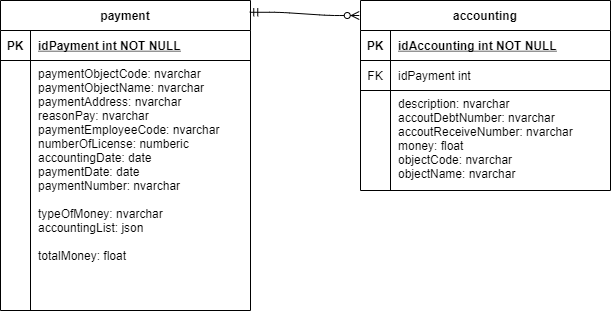 payment
PK idPayment int NOT NULL
paymentObjectCode: nvarchar
paymentObjectName: nvarchar
paymentAddress: nvarchar
reasonPay: nvarchar
paymentEmployeeCode: nvarchar
numberOfLicense: numberic
accountingDate: date
paymentDate: date
paymentNumber: nvarchar
typeOfMoney: nvarchar
accountingList: json
totalMoney: float
accounting
PK idAccounting int NOT NULL
FK idPayment int
description: nvarchar
accoutDebtNumber: nvarchar
accoutReceiveNumber: nvarchar
money: float
objectCode: nvarchar
objectName: nvarchar